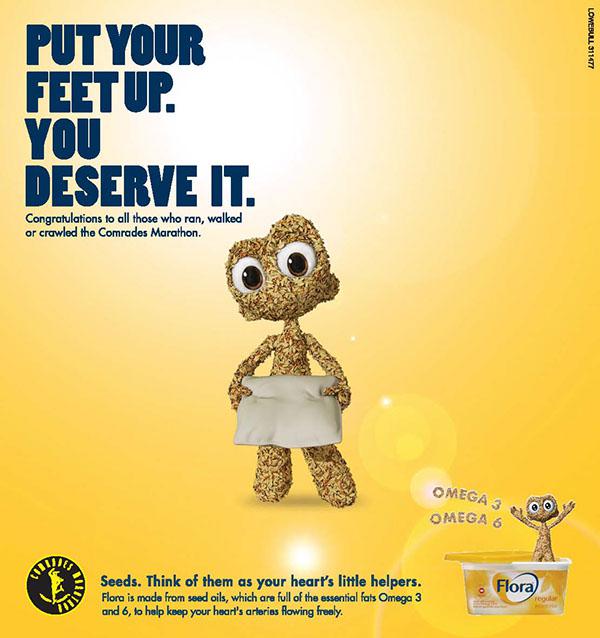 PUT YOUR
FEET UP.
YOU
DESERVE IT.
Congratulations to all those who ran, walked
or crawled the Comrades Marathon.
LOWEBULL 311477
OMEGA 3
OMEGA 6
Flora
regular
COMRADES MARATHON
Seeds. Think of them as your heart's little helpers.
Flora is made from seed oils, which are full of the essential fats Omega 3
and 6, to help keep your heart's arteries flowing freely.